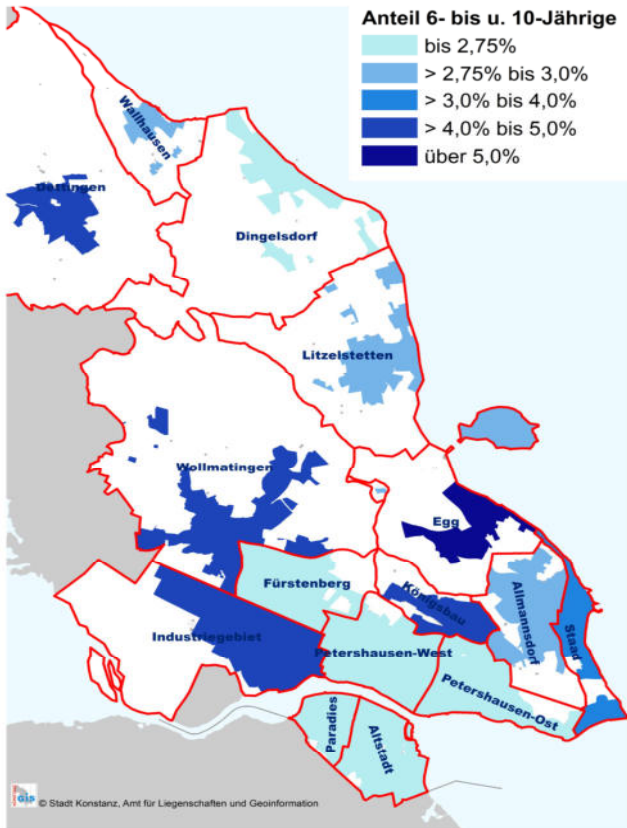 Anteil 6- bis u. 10-Jährige
bis 2,75%
> 2,75% bis 3,0%
> 3,0% bis 4,0%
> 4,0% bis 5,0%
über 5,0%
Wallhausen
Dettingen
Dingelsdorf
Litzelstetten
Wollmatingen
Egg
Fürstenberg
Königsbau
Allmannsdorf
Staad
Industriegebiet
Petershausen-West
Petershausen-Ost
Paradies
Altstadt
GIS © Stadt Konstanz, Amt für Liegenschaften und Geoinformation